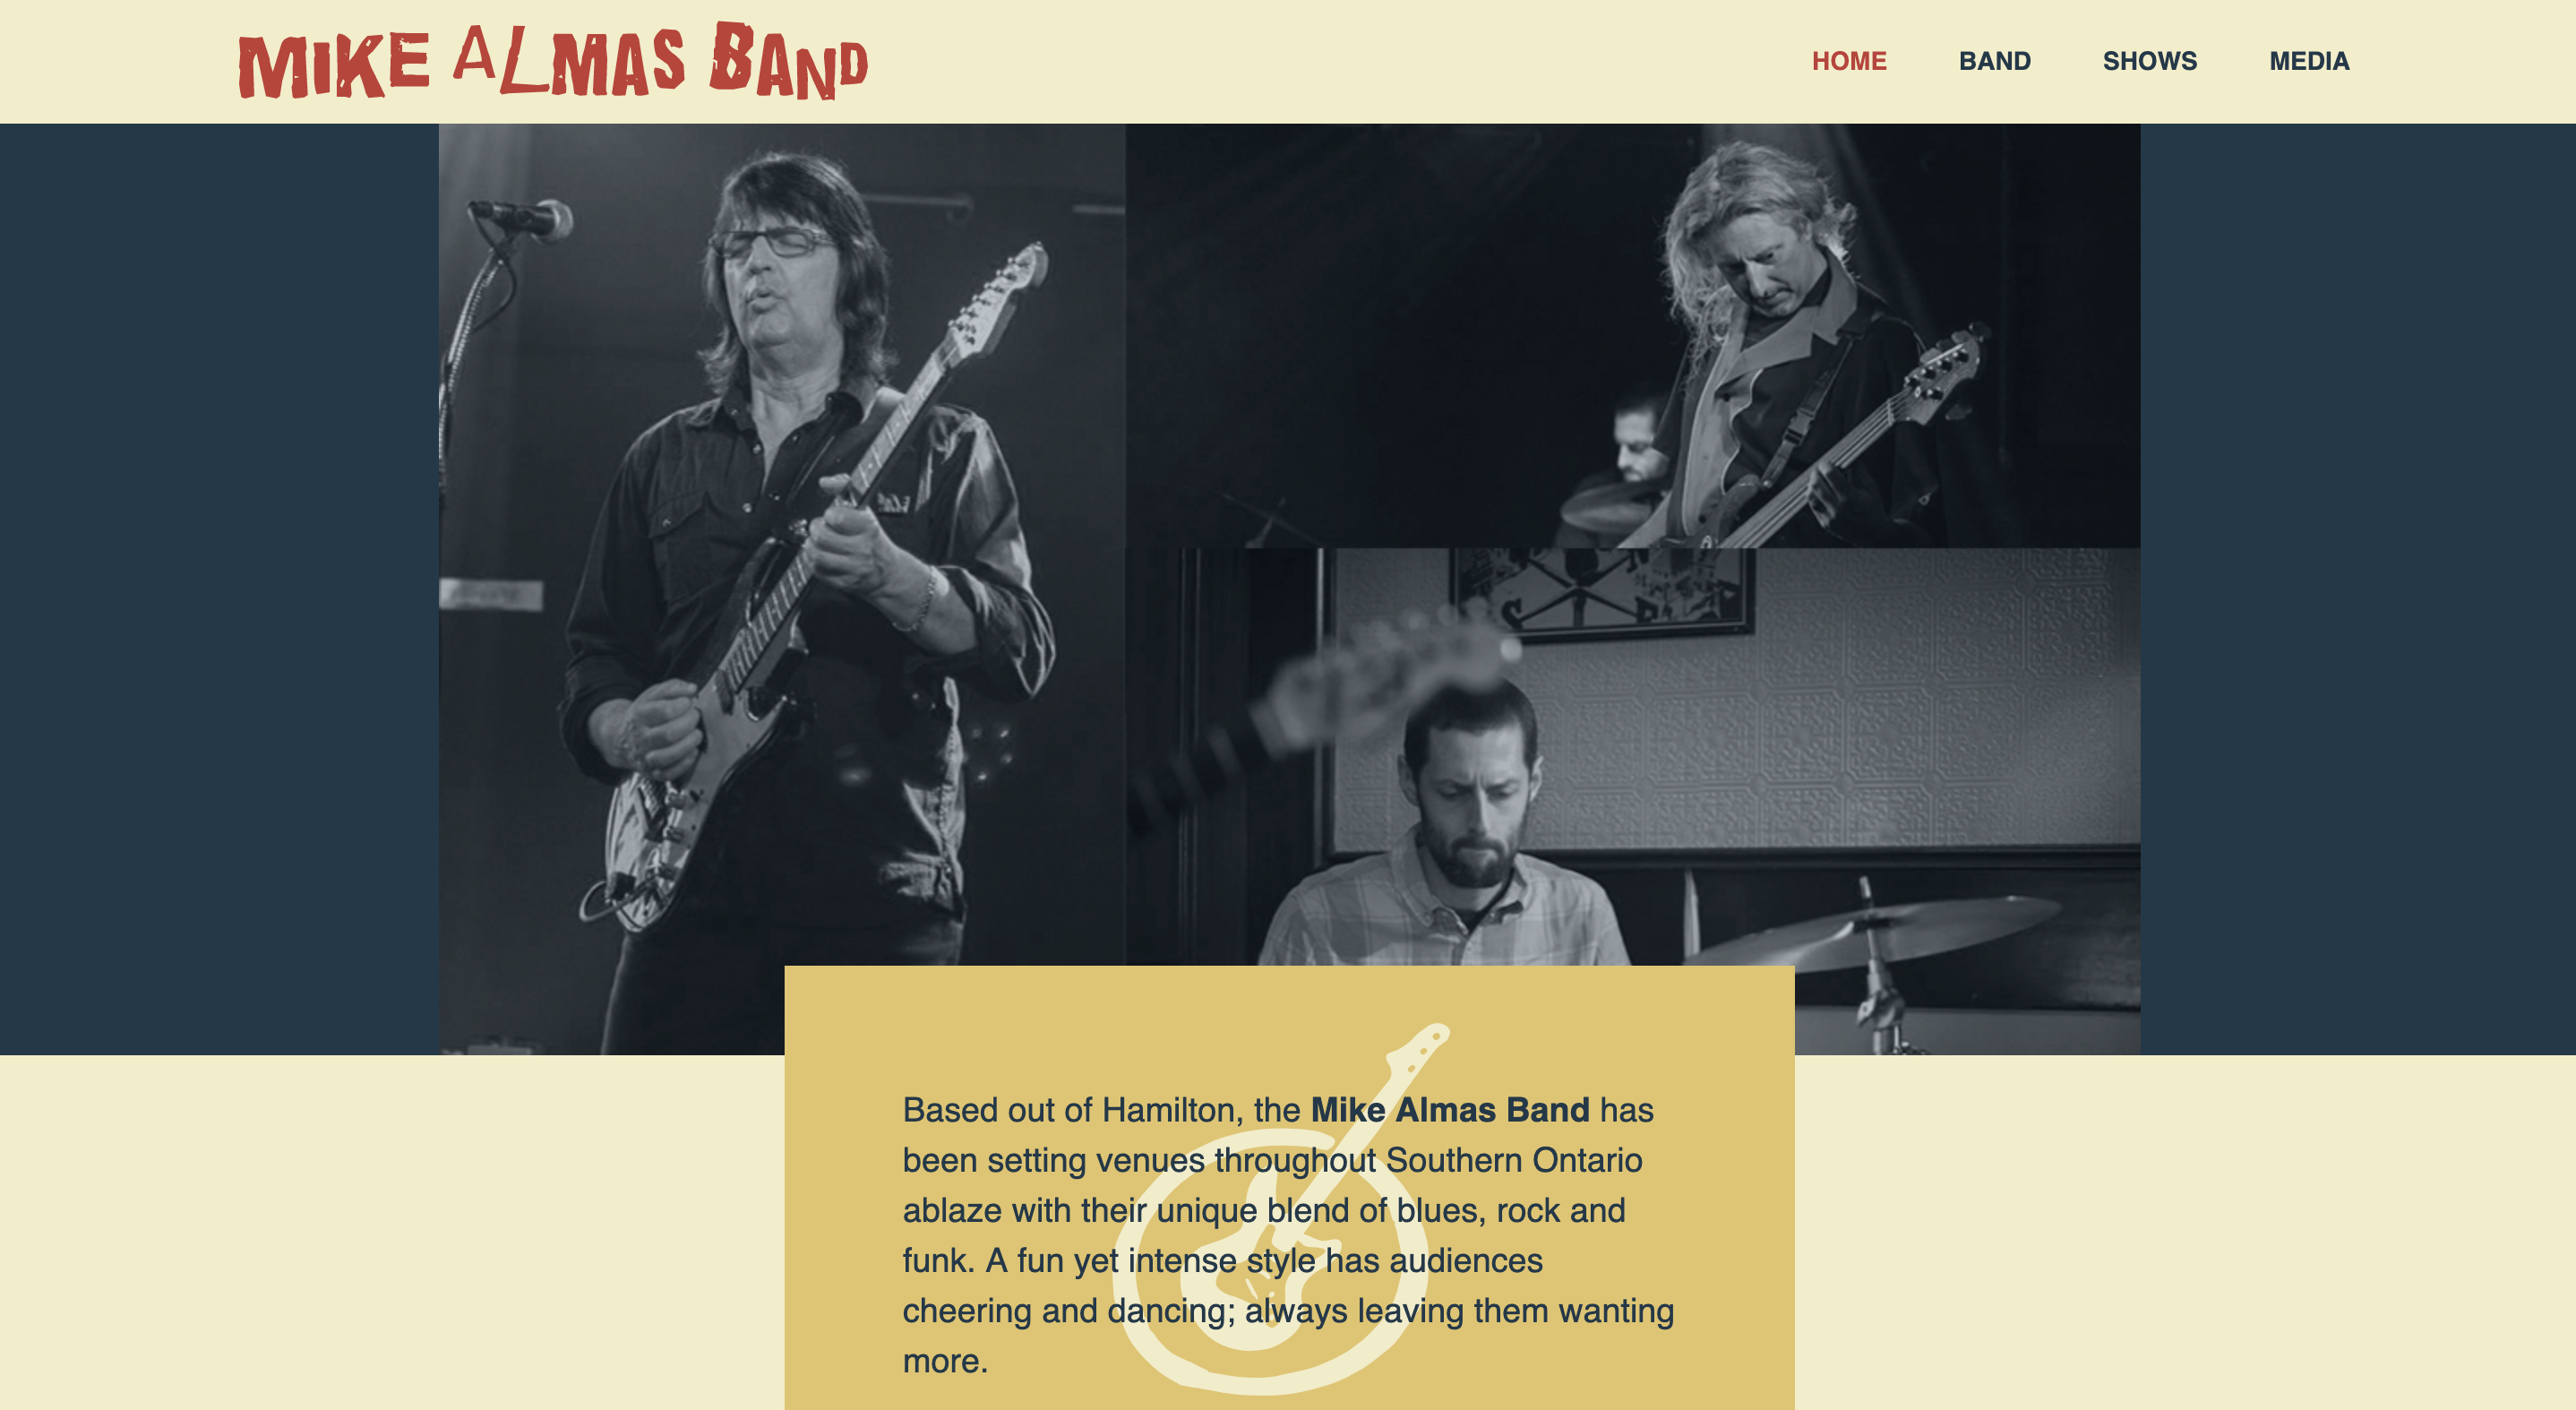 MIKE ALMAS BAND
HOME BAND SHOWS MEDIA
Based out of Hamilton, the Mike Almas Band has
been setting venues throughout Southern Ontario
ablaze with their unique blend of blues, rock and
funk. A fun yet intense style has audiences
cheering and dancing; always leaving them wanting
more.